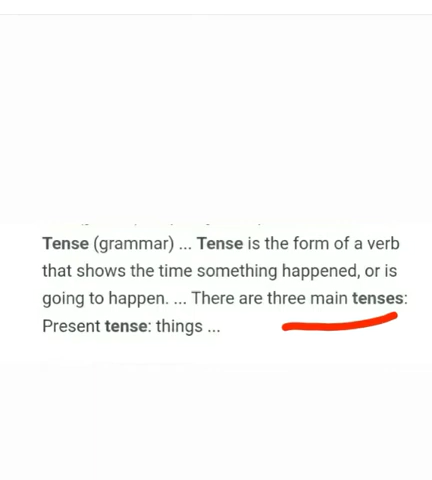 Tense (grammar) ... Tense is the form of a verb
that shows the time something happened, or is
going to happen. ... There are three main tenses:
Present tense: things ...